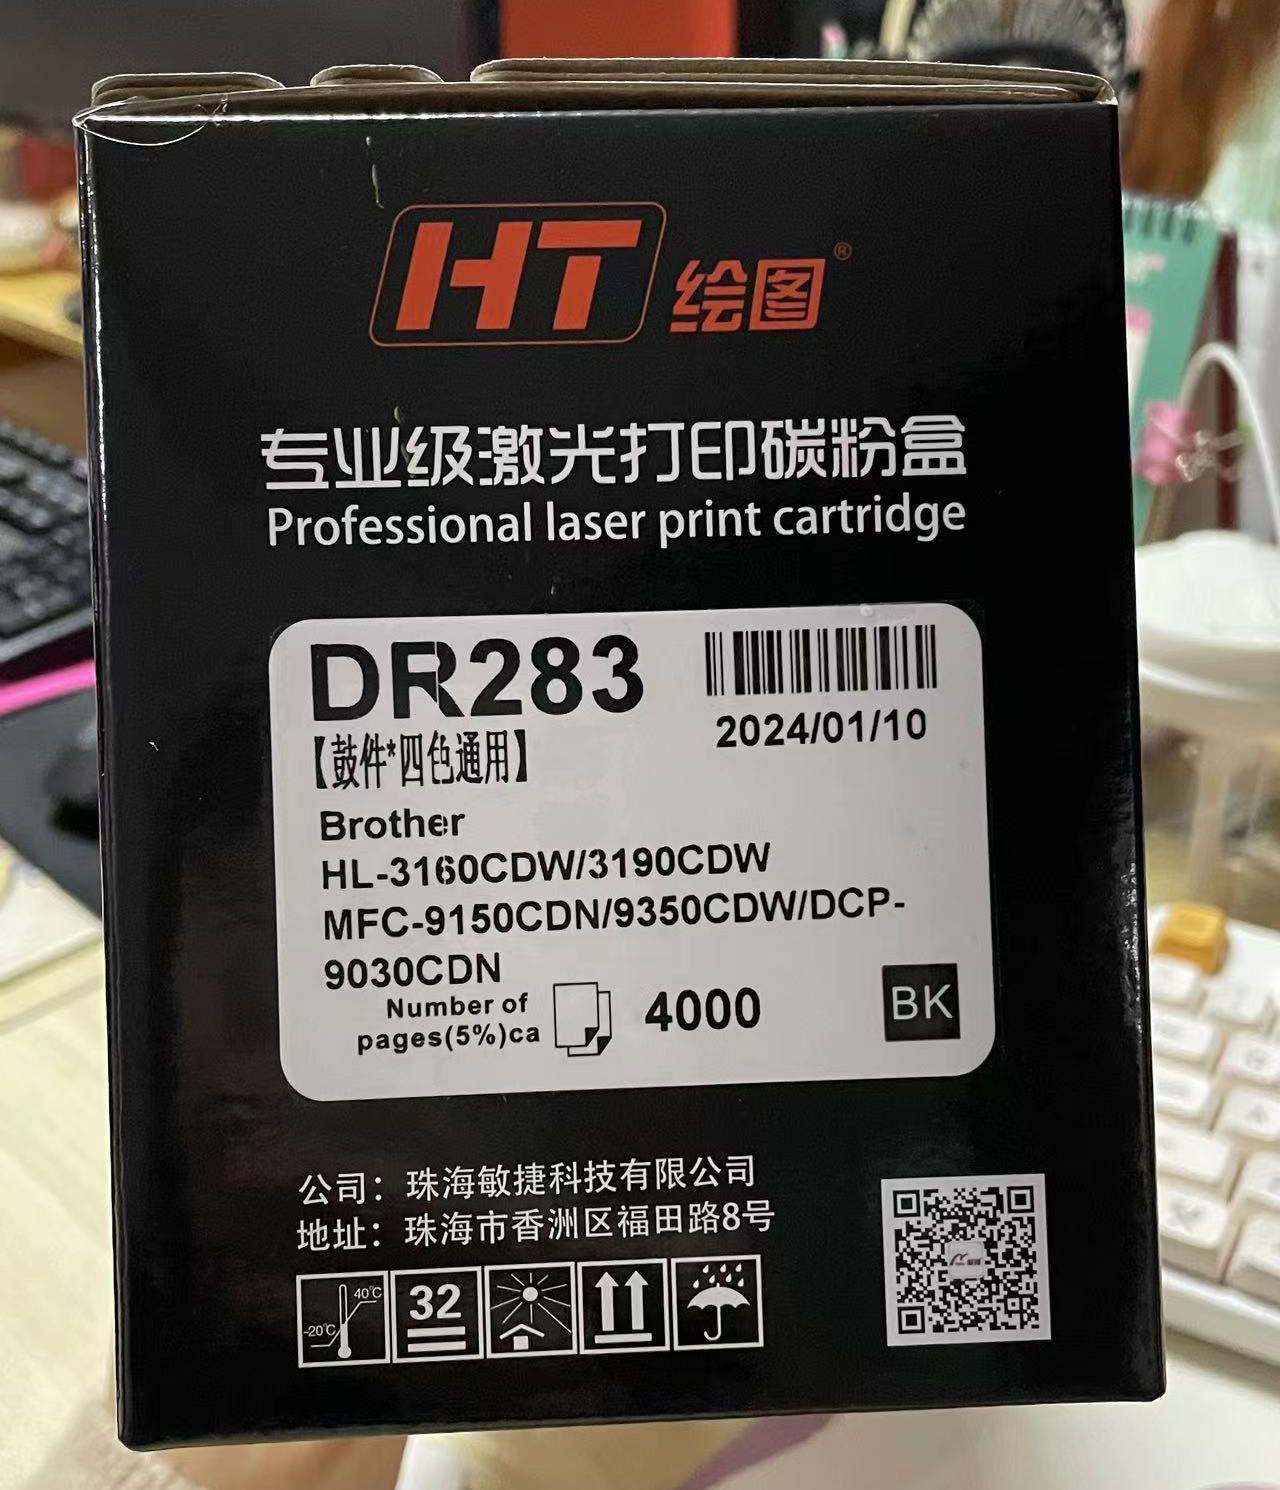 HT 绘图®
专业级激光打印碳粉盒
Professional laser print cartridge
DR283
2024/01/10
【鼓件*四色通用】
Brother
HL-3160CDW/3190CDW
MFC-9150CDN/9350CDW/DCP-
9030CDN
Number of
pages(5%)ca
4000
BK
公司：珠海敏捷科技有限公司
地址：珠海市香洲区福田路8号
40°C
-20°C
32